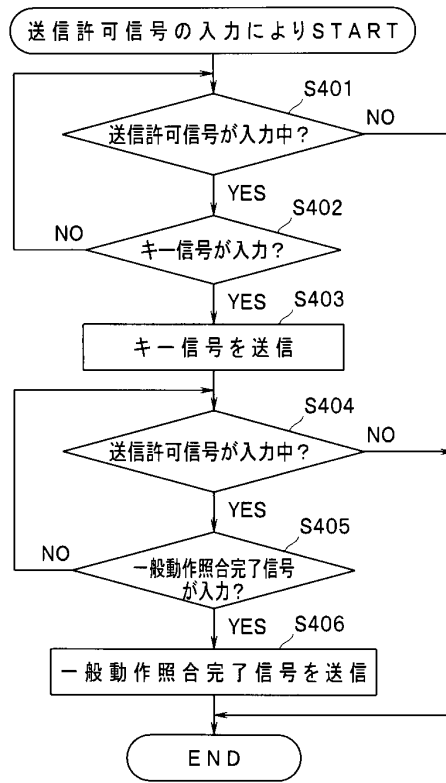 送信許可信号の入力によりSTART
S401
送信許可信号が入力中?
NO
YES
S402
NO
キー信号が入力?
YES
S403
キー信号を送信
S404
送信許可信号が入力中?
NO
YES
S405
NO
一般動作照合完了信号
が入力?
YES
S406
一般動作照合完了信号を送信
END